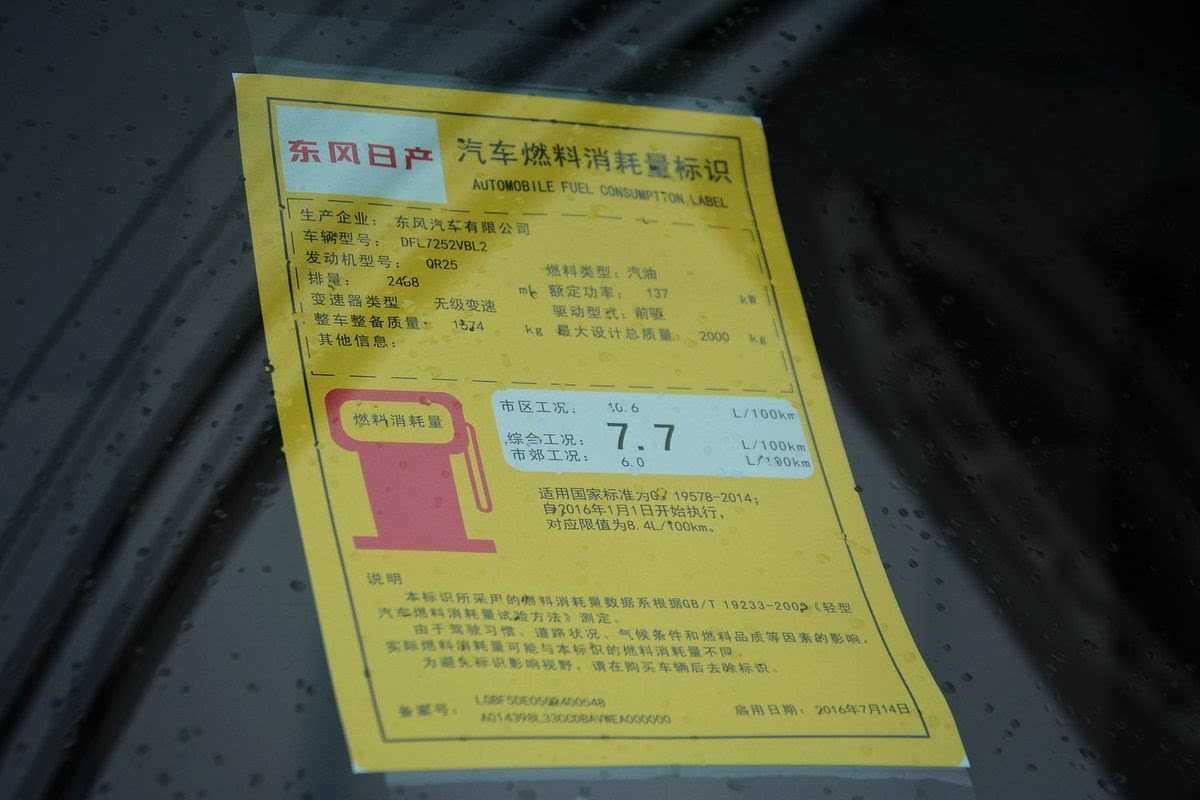 东风日产
汽车燃料消耗量标识
AUTOMOBILE FUEL CONSUMPTION LABEL
生产企业: 东风汽车有限公司
车辆型号: DFL7252VBL2
发动机型号: QR25 燃料类型: 汽油
排量: 2488 mL 额定功率: 137 kW
变速器类型 无级变速 驱动型式: 前驱
整车整备质量: 1574 kg 最大设计总质量: 2000 kg
其他信息:
燃料消耗量
市区工况: 10.6 L/100km
综合工况: 7.7 L/100km
市郊工况: 6.0 L/100km
适用国家标准为GB 19578-2014;
自2016年1月1日开始执行,
对应限值为8.4L/100km。
说明
本标识所采用的燃料消耗量数据系根据GB/T 19233-2008《轻型
汽车燃料消耗量试验方法》测定。
由于驾驶习惯、道路状况、气候条件和燃料品质等因素的影响,
实际燃料消耗量可能与本标识的燃料消耗量不同.
为避免标识影响视野, 请在购买车辆后去除标识.
备案号:
启用日期: 2016年7月14日